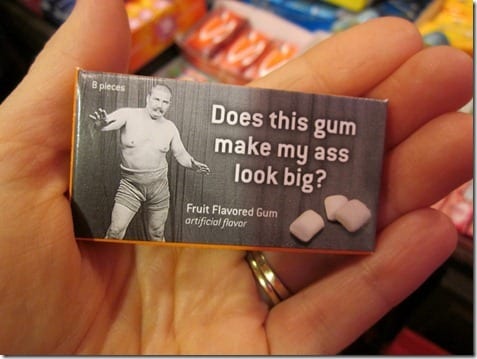 8 pieces
Does this gum
make my ass
look big?
Fruit Flavored Gum
artificial flavor